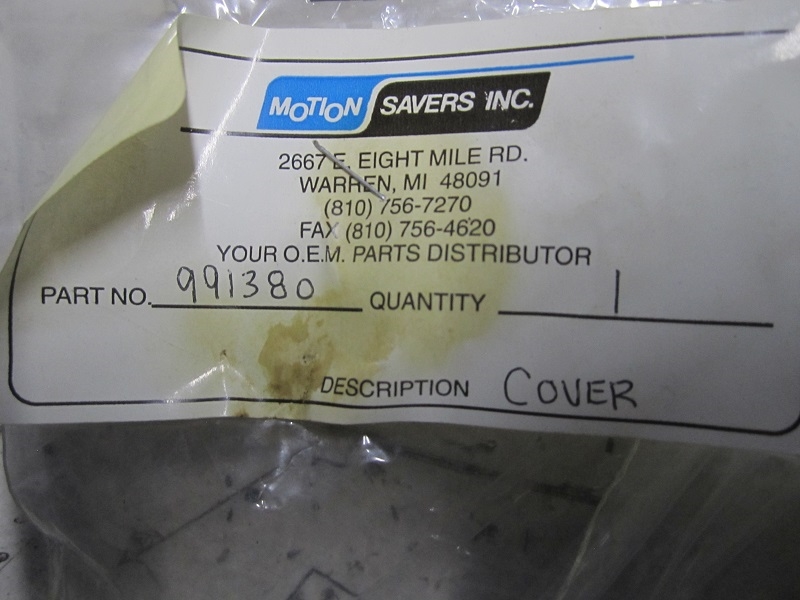 MOTION SAVERS INC.
2667 E. EIGHT MILE RD.
WARREN, MI 48091
(810) 756-7270
FAX (810) 756-4620
YOUR O.E.M. PARTS DISTRIBUTOR
PART NO. 991380 QUANTITY 1
DESCRIPTION COVER